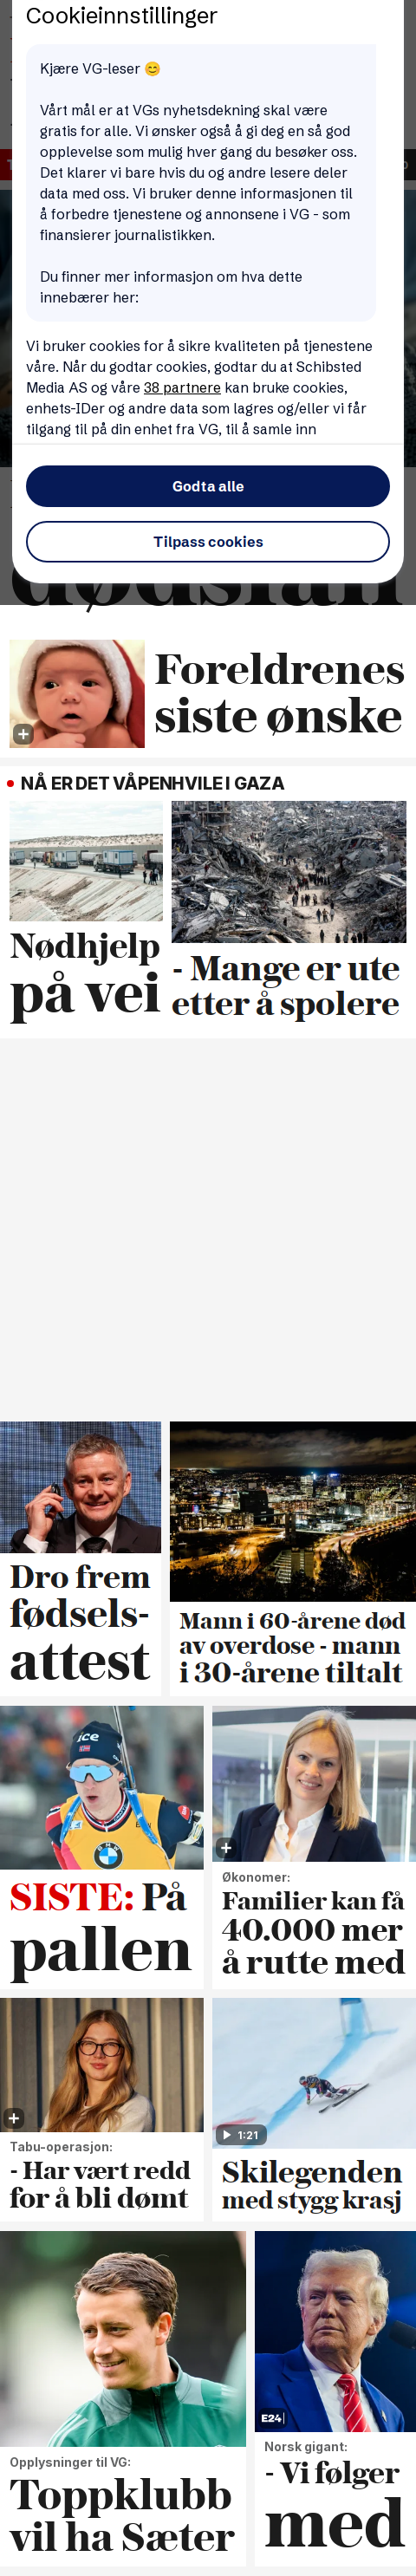 Cookieinnstillinger
Kjære VG-leser 😊
Vårt mål er at VGs nyhetsdekning skal være
gratis for alle. Vi ønsker også å gi deg en så god
opplevelse som mulig hver gang du besøker oss.
Det klarer vi bare hvis du og andre lesere deler
data med oss. Vi bruker denne informasjonen til
å forbedre tjenestene og annonsene i VG - som
finansierer journalistikken.
Du finner mer informasjon om hva dette
innebærer her:
Vi bruker cookies for å sikre kvaliteten på tjenestene
våre. Når du godtar cookies, godtar du at Schibsted
Media AS og våre 38 partnere kan bruke cookies,
enhets-IDer og andre data som lagres og/eller vi får
tilgang til på din enhet fra VG, til å samle inn
Godta alle
Tilpass cookies
Foreldrenes
siste ønske
NÅ ER DET VÅPENHVILE I GAZA
Nødhjelp
på vei
- Mange er ute
etter å spolere
Dro frem
fødsels-
attest
Mann i 60-årene død
av overdose - mann
i 30-årene tiltalt
ice
BMW
SISTE: På
pallen
Økonomer:
Familier kan få
40.000 mer
å rutte med
Tabu-operasjon:
- Har vært redd
for å bli dømt
1:21
Skilegenden
med stygg krasj
Opplysninger til VG:
Toppklubb
vil ha Sæter
E24
Norsk gigant:
- Vi følger
med